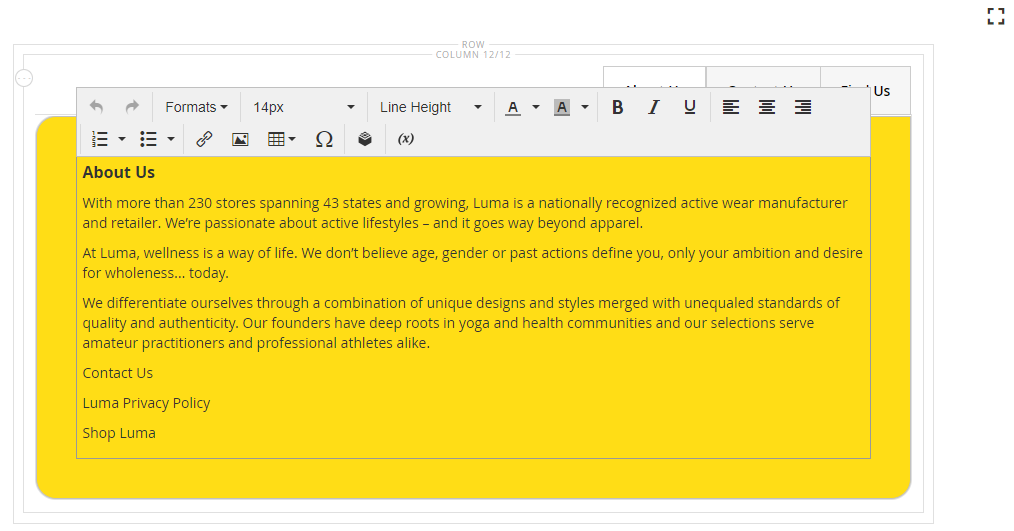 ROW
COLUMN 12/12
Us
Formats
14px
Line Height
A
A
B
I
U
(x)
About Us
With more than 230 stores spanning 43 states and growing, Luma is a nationally recognized active wear manufacturer
and retailer. We’re passionate about active lifestyles – and it goes way beyond apparel.
At Luma, wellness is a way of life. We don’t believe age, gender or past actions define you, only your ambition and desire
for wholeness... today.
We differentiate ourselves through a combination of unique designs and styles merged with unequaled standards of
quality and authenticity. Our founders have deep roots in yoga and health communities and our selections serve
amateur practitioners and professional athletes alike.
Contact Us
Luma Privacy Policy
Shop Luma